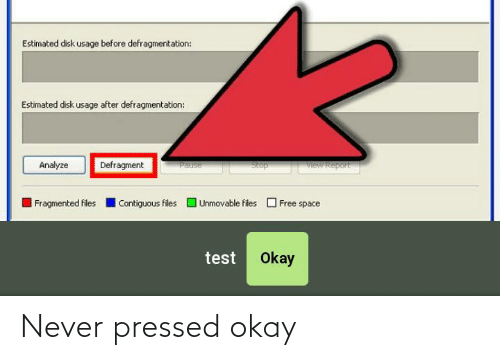 Estimated disk usage before defragmentation:
Estimated disk usage after defragmentation:
Analyze Defragment Pause Stop View Report
Fragmented files Contiguous files Unmovable files Free space
test Okay
Never pressed okay